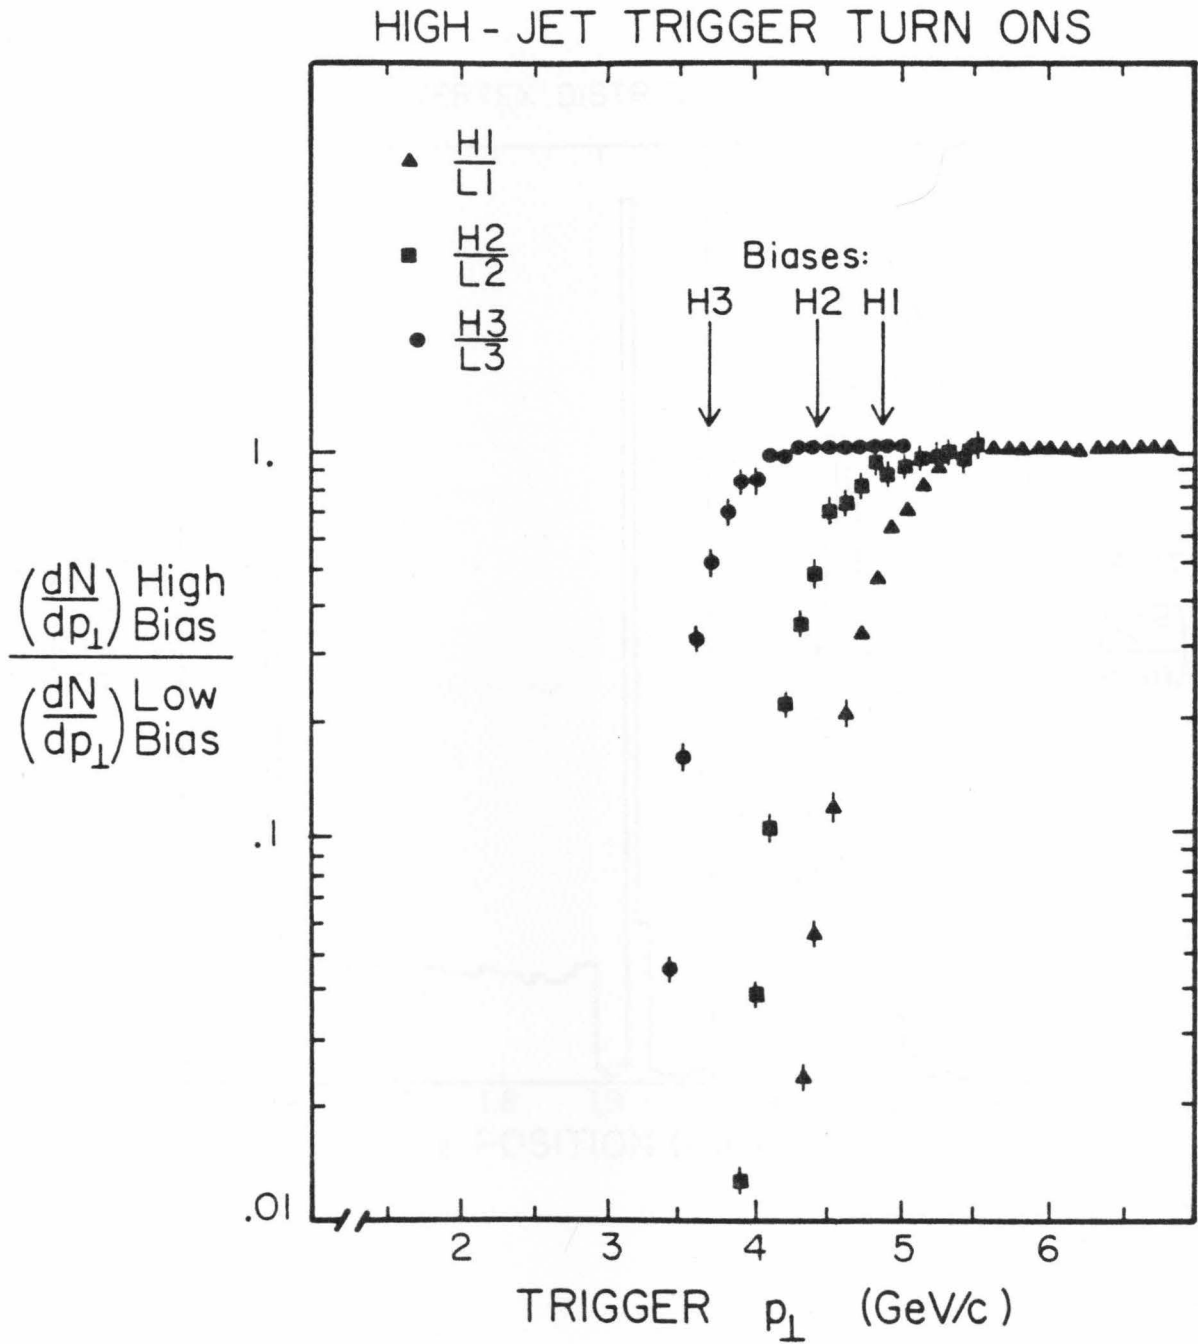 HIGH-JET TRIGGER TURN ONS
H1
L1
H2
L2
H3
L3
Biases:
H3 H2 H1
1.
.1
.01
(dN/dp⊥) High Bias
(dN/dp⊥) Low Bias
2 3 4 5 6
TRIGGER p⊥ (GeV/c)